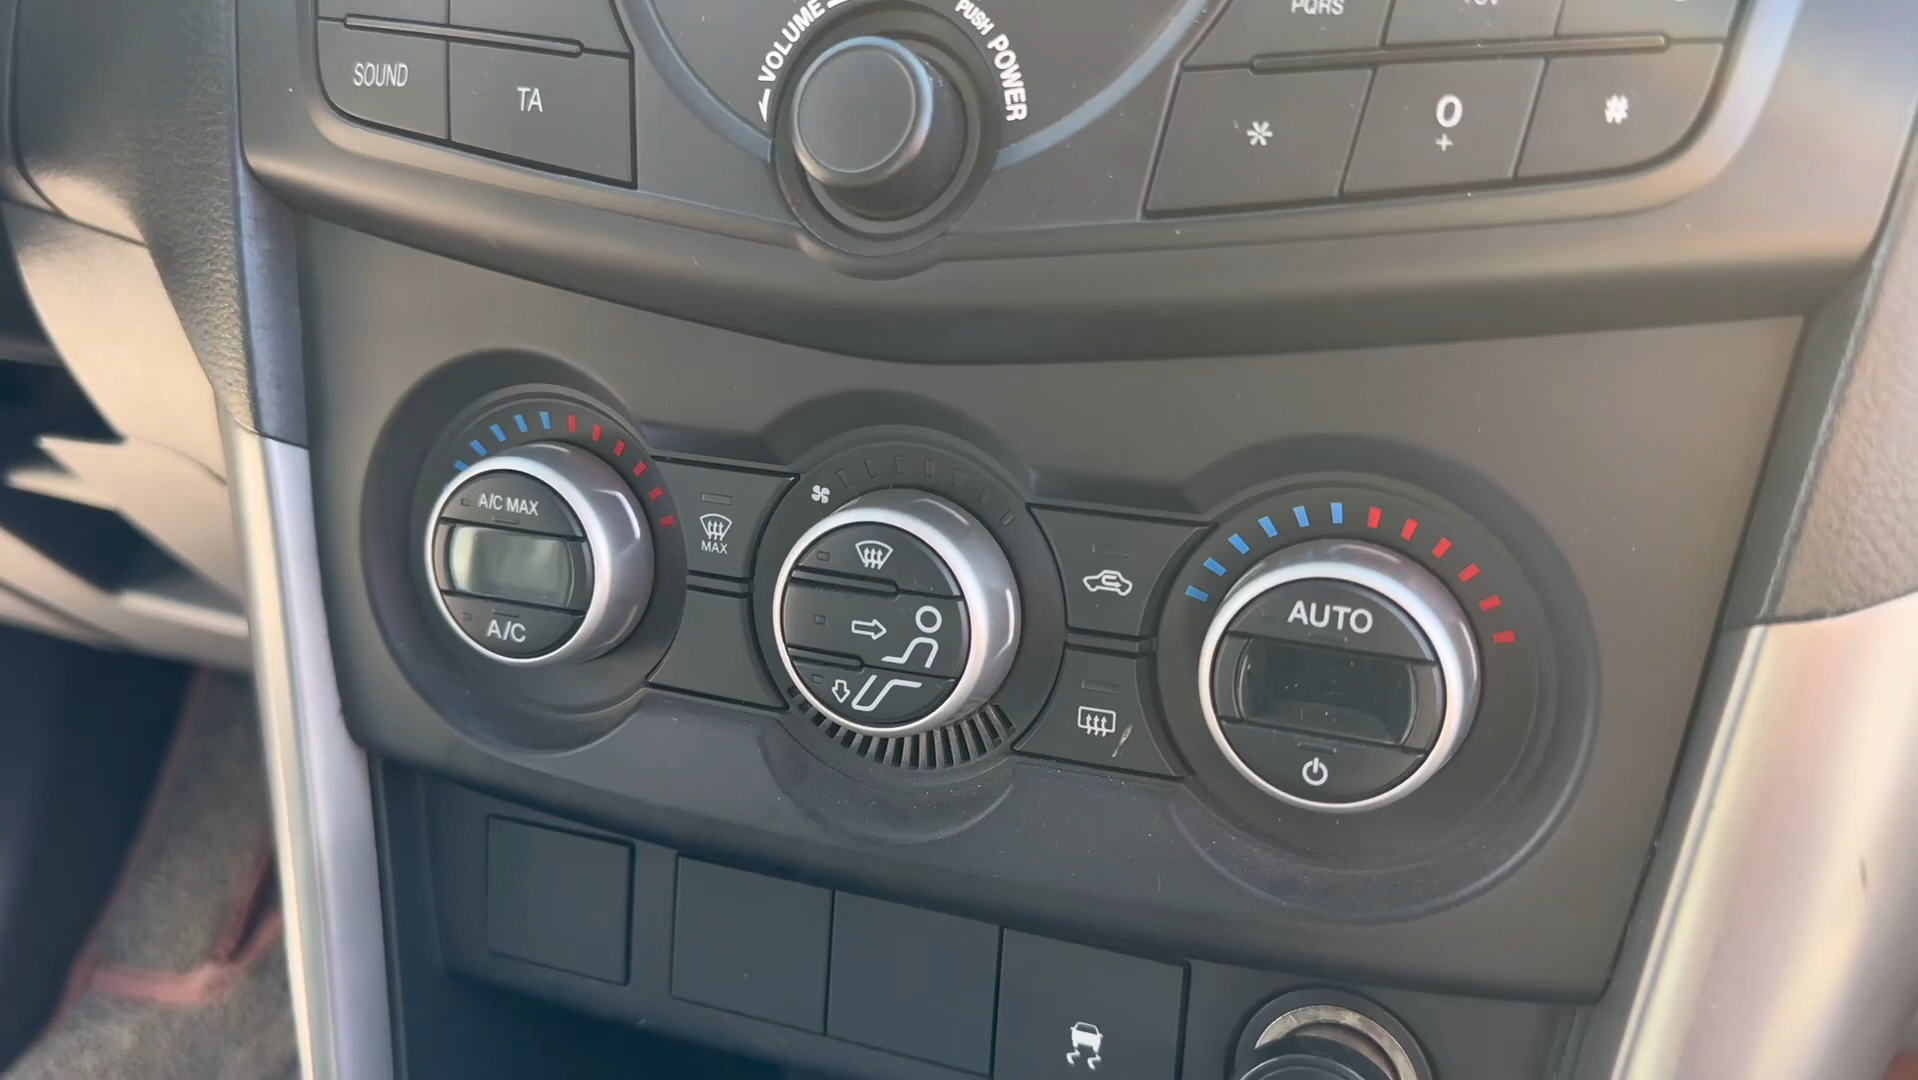 PQRS
VOLUME
PUSH POWER
SOUND
TA
*
0
+
#
A/C MAX
A/C
MAX
AUTO